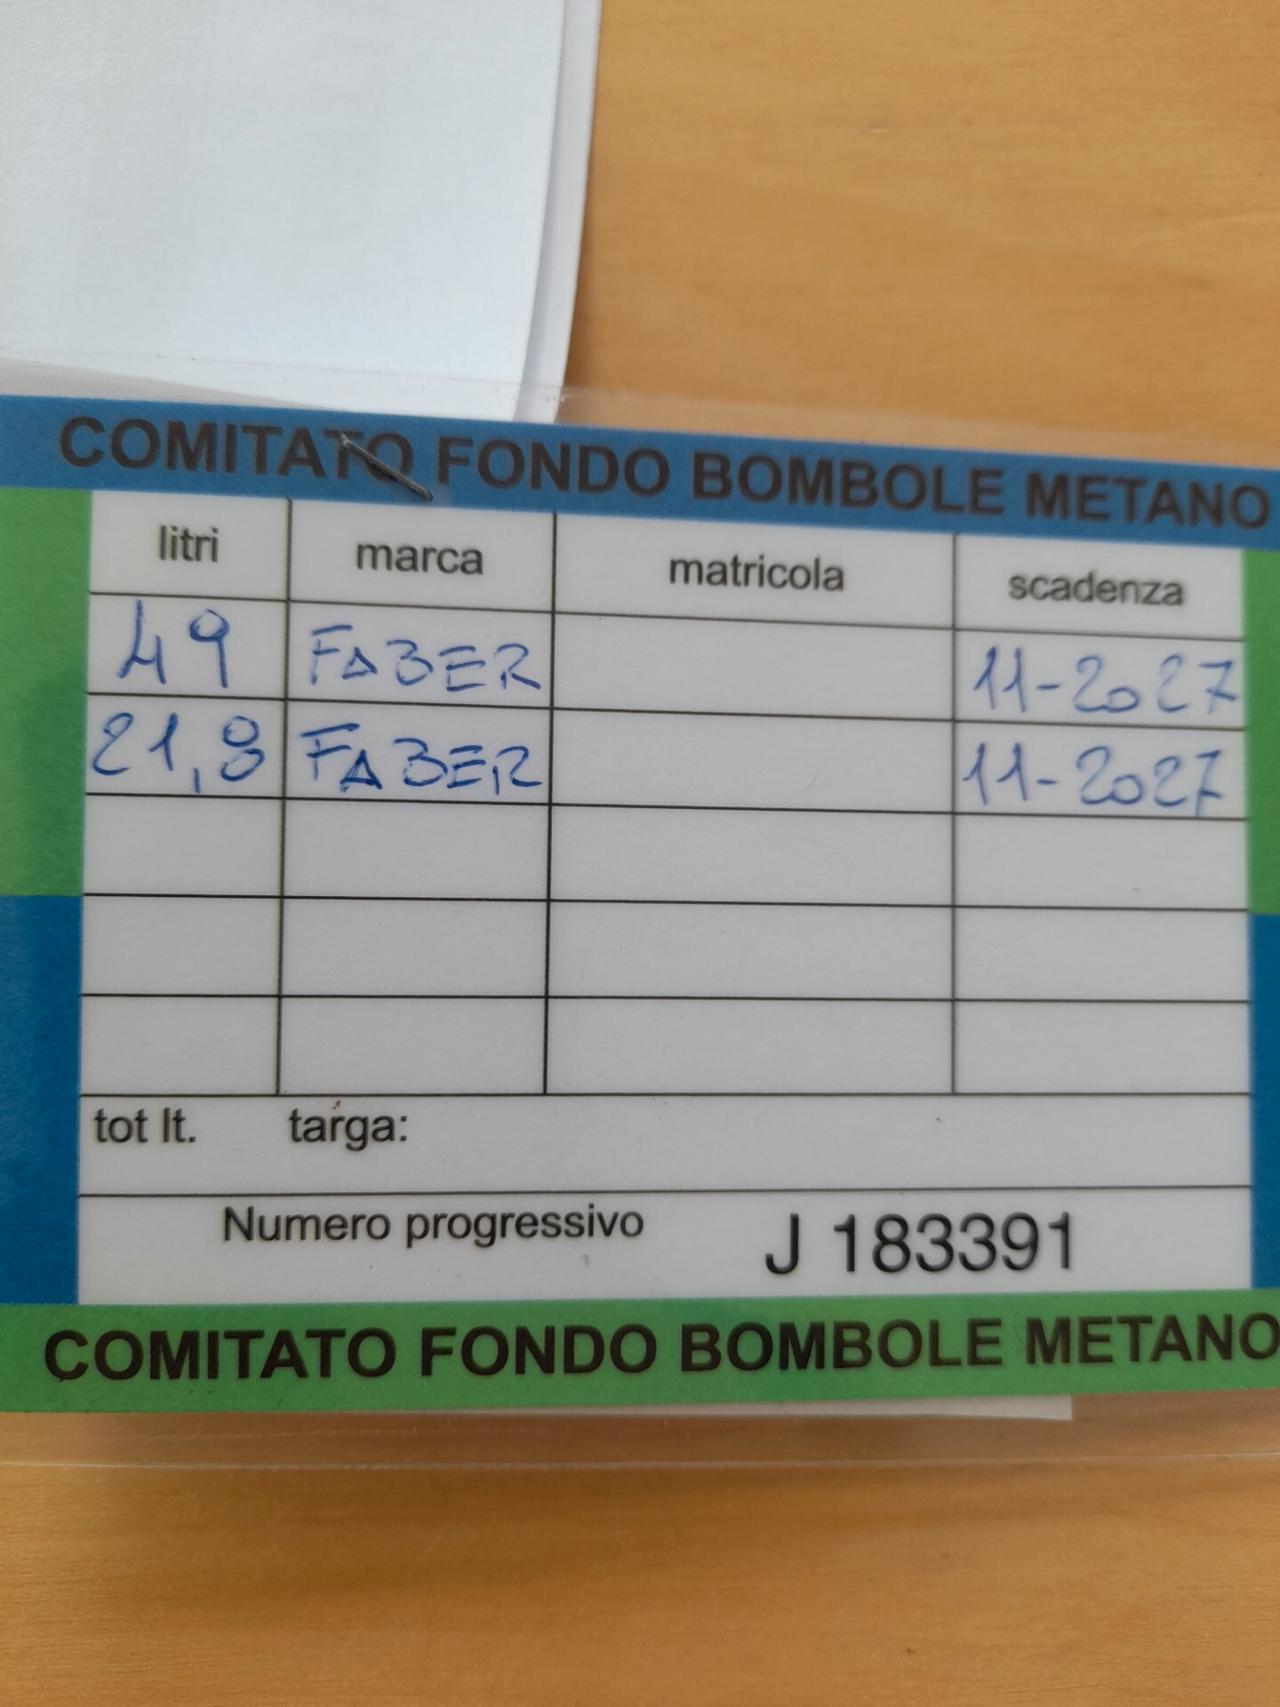 COMITATO FONDO BOMBOLE METANO
litri marca matricola scadenza
49 FABER 11-2027
21,8 FABER 11-2027
tot lt. targa:
Numero progressivo J 183391
COMITATO FONDO BOMBOLE METANO